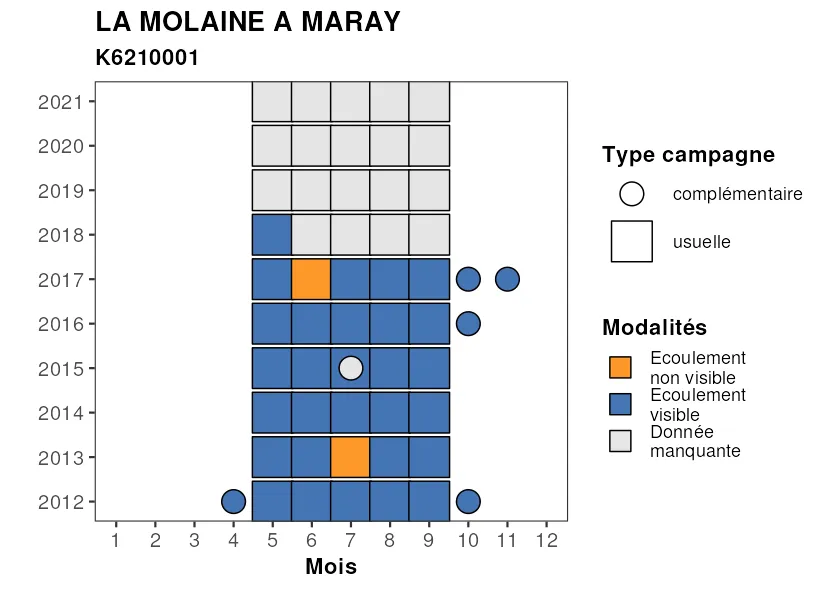 LA MOLAINE A MARAY
K6210001
2021
2020
2019
2018
2017
2016
2015
2014
2013
2012
1 2 3 4 5 6 7 8 9 10 11 12
Mois
Type campagne
complémentaire
usuelle
Modalités
Ecoulement
non visible
Ecoulement
visible
Donnée
manquante